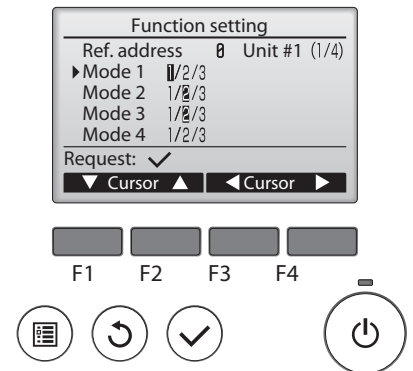 Function setting
Ref. address 0 Unit #1 (1/4)
Mode 1 1/2/3
Mode 2 1/2/3
Mode 3 1/2/3
Mode 4 1/2/3
Request: ✓
▼ Cursor ▲ ◀ Cursor ▶
F1 F2 F3 F4